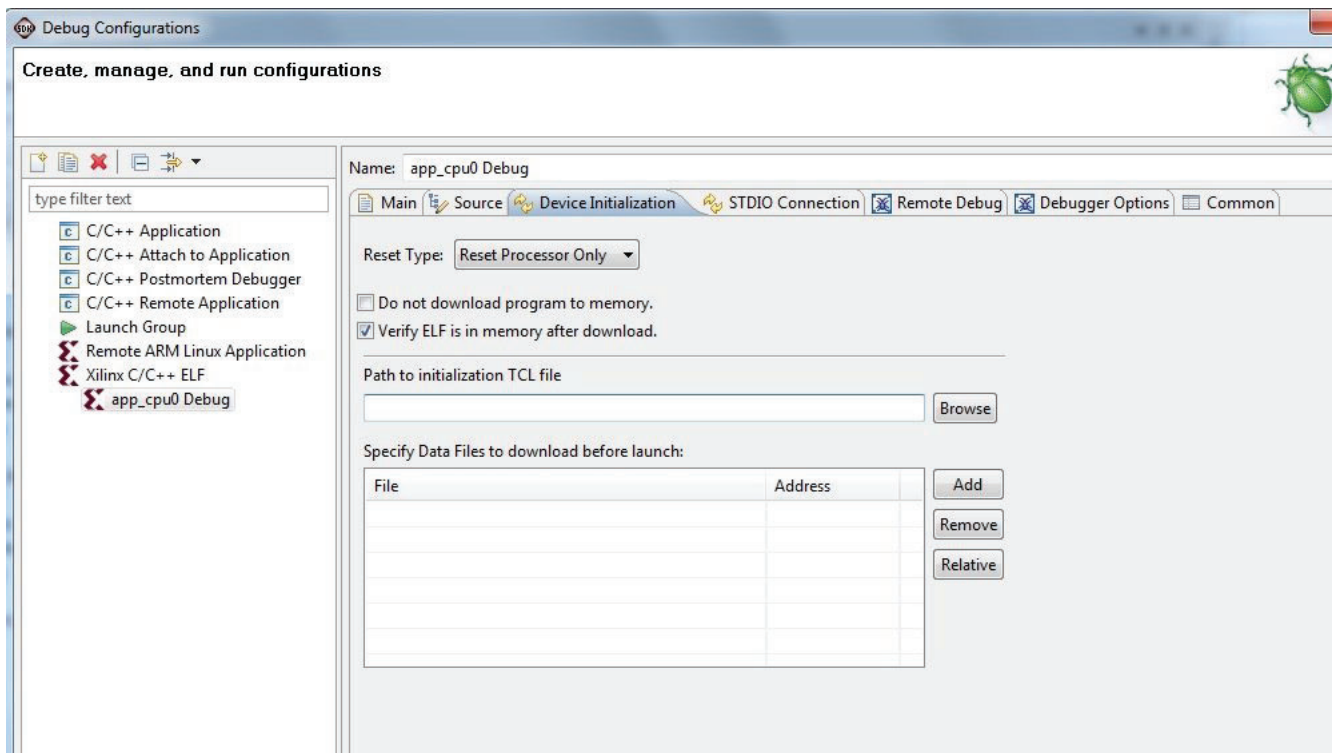 SDK Debug Configurations
Create, manage, and run configurations
type filter text
C/C++ Application
C/C++ Attach to Application
C/C++ Postmortem Debugger
C/C++ Remote Application
Launch Group
Remote ARM Linux Application
Xilinx C/C++ ELF
app_cpu0 Debug
Name: app_cpu0 Debug
Main Source Device Initialization STDIO Connection Remote Debug Debugger Options Common
Reset Type: Reset Processor Only
Do not download program to memory.
Verify ELF is in memory after download.
Path to initialization TCL file
Browse
Specify Data Files to download before launch:
File Address
Add
Remove
Relative